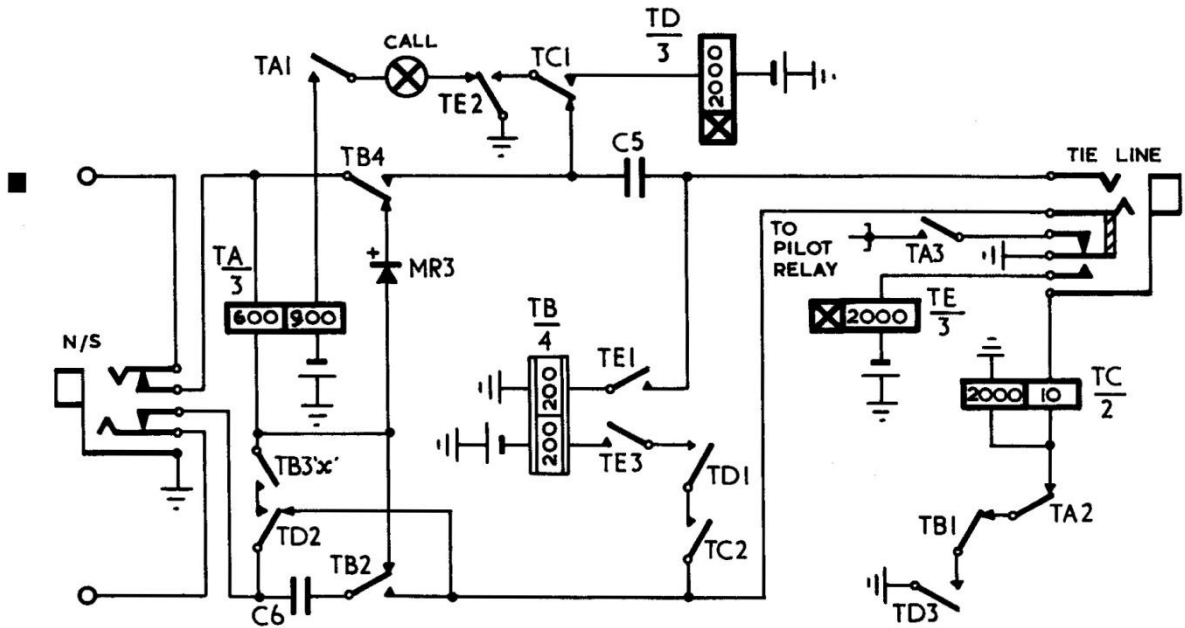 CALL
TA1
TE2
TC1
TD
3
2000
TB4
C5
TIE LINE
TA
3
600
900
MR3
N/S
TB
4
200
200
TE1
TE3
TO
PILOT
RELAY
TA3
2000
TE
3
2000
10
TC
2
TB3'x'
TD2
TB2
C6
TD1
TC2
TB1
TA2
TD3
+